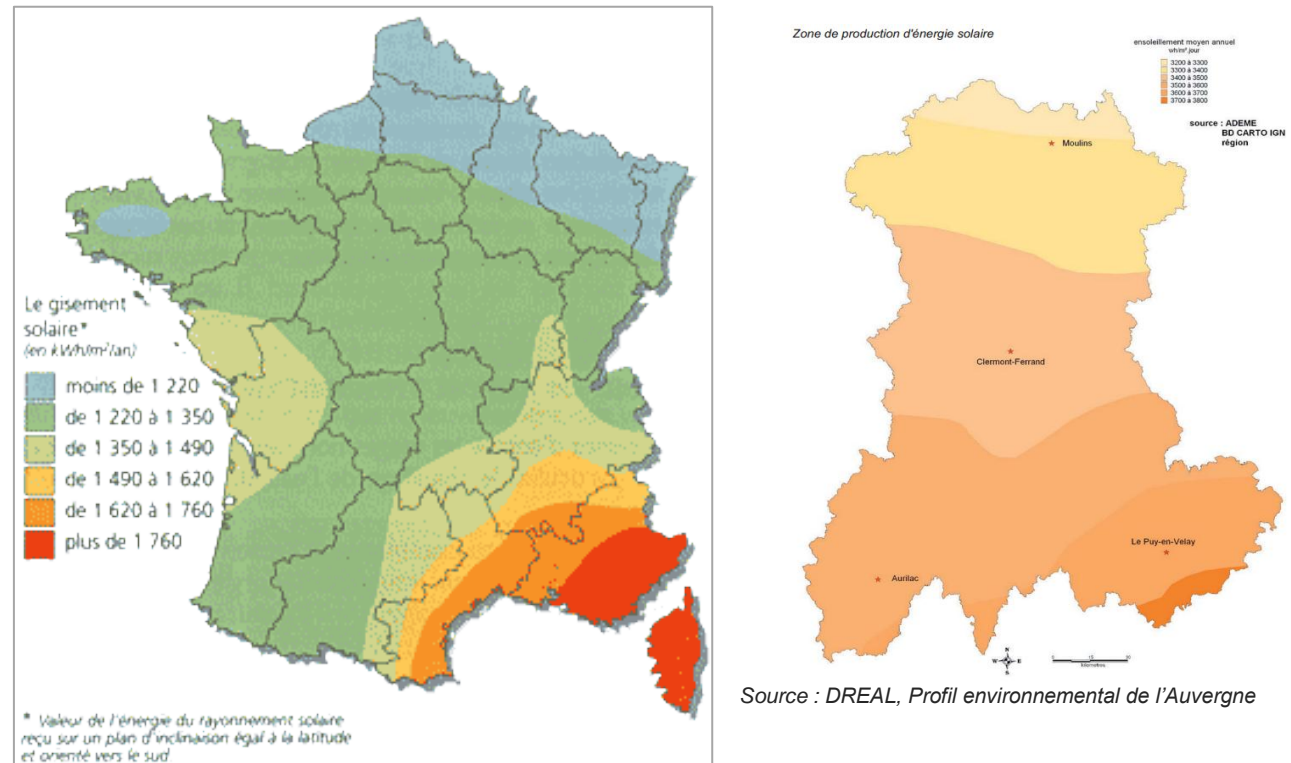 Le gisement
solaire*
(en kWh/m²/an)
moins de 1 220
de 1 220 à 1 350
de 1 350 à 1 490
de 1 490 à 1 620
de 1 620 à 1 760
plus de 1 760
* Valeur de l'énergie du rayonnement solaire
reçu sur un plan d'inclinaison égal à la latitude
et orienté vers le sud.
Zone de production d'énergie solaire
ensoleillement moyen annuel
wh/m².jour
3200 à 3300
3300 à 3400
3400 à 3500
3500 à 3600
3600 à 3700
3700 à 3800
source : ADEME
BD CARTO IGN
région
Moulins
Clermont-Ferrand
Le Puy-en-Velay
Aurilac
N
W E
S
0 15
kilomètres
Source : DREAL, Profil environnemental de l'Auvergne